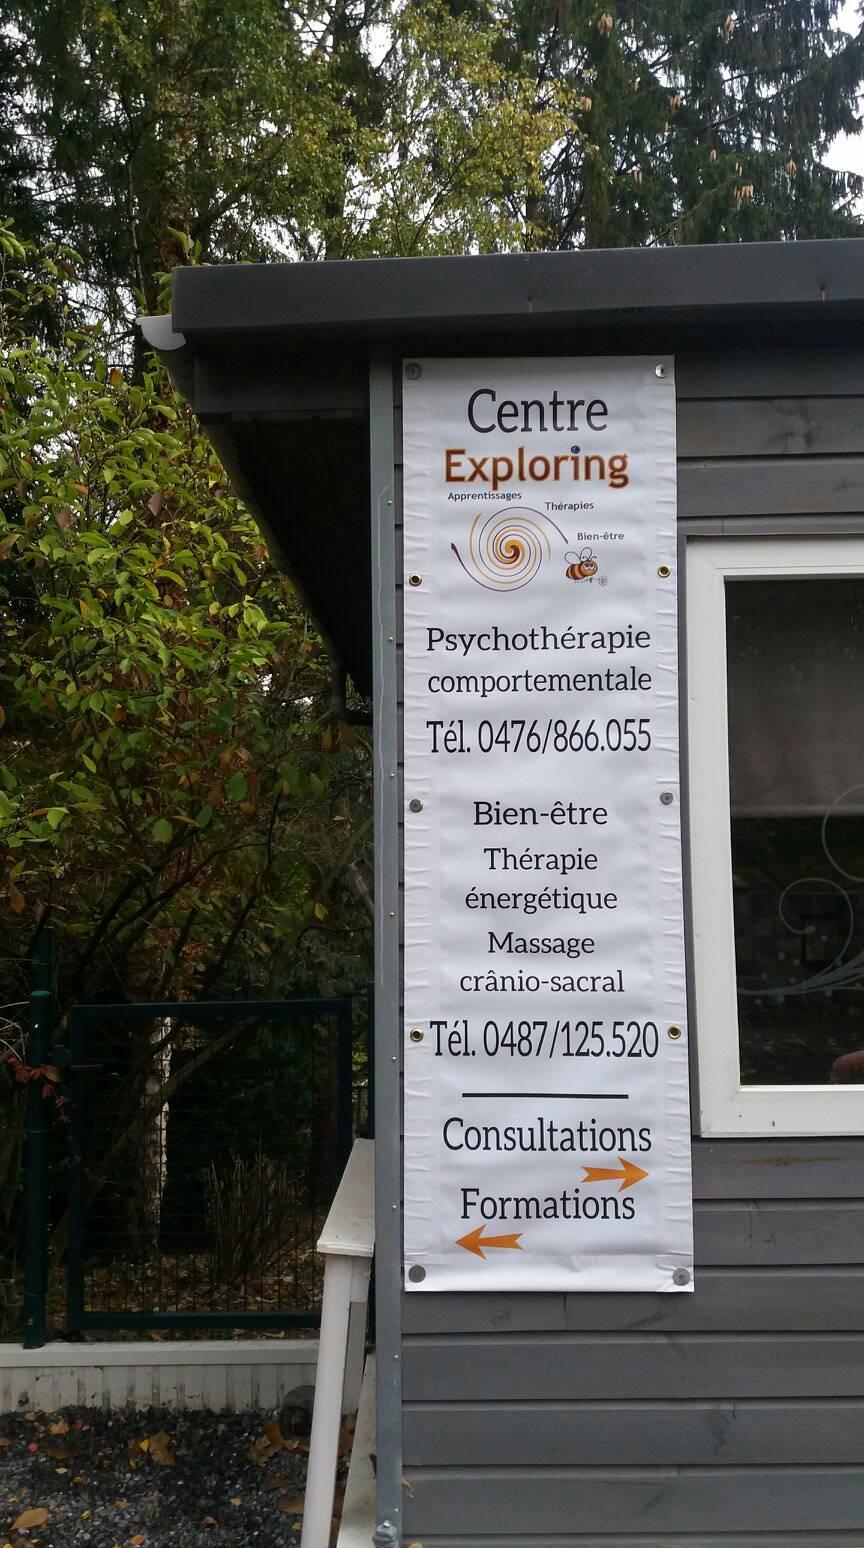 Centre
Exploring
Apprentissages
Thérapies
Bien-être
Psychothérapie
comportementale
Tél. 0476/866.055
Bien-être
Thérapie
énergétique
Massage
crânio-sacral
Tél. 0487/125.520
Consultations
Formations